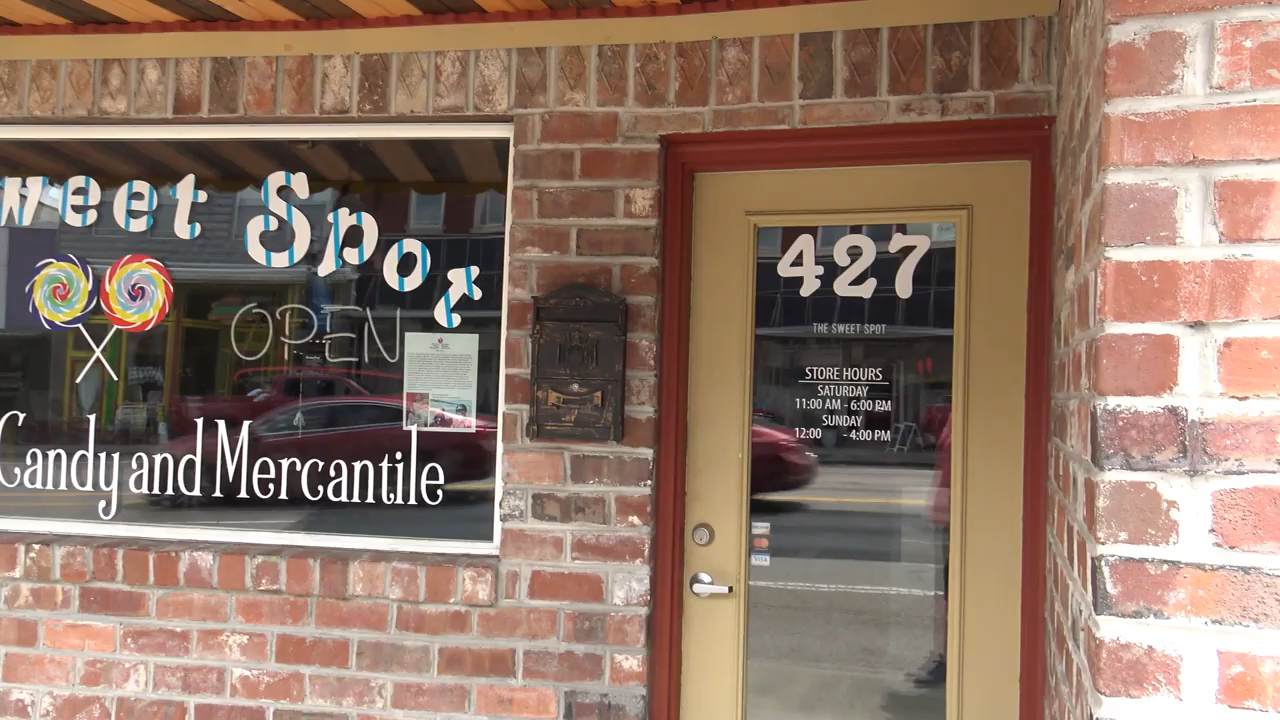 weet Spot
OPEN
Candy and Mercantile
427
THE SWEET SPOT
STORE HOURS
SATURDAY
11:00 AM - 6:00 PM
SUNDAY
12:00 - 4:00 PM
VISA